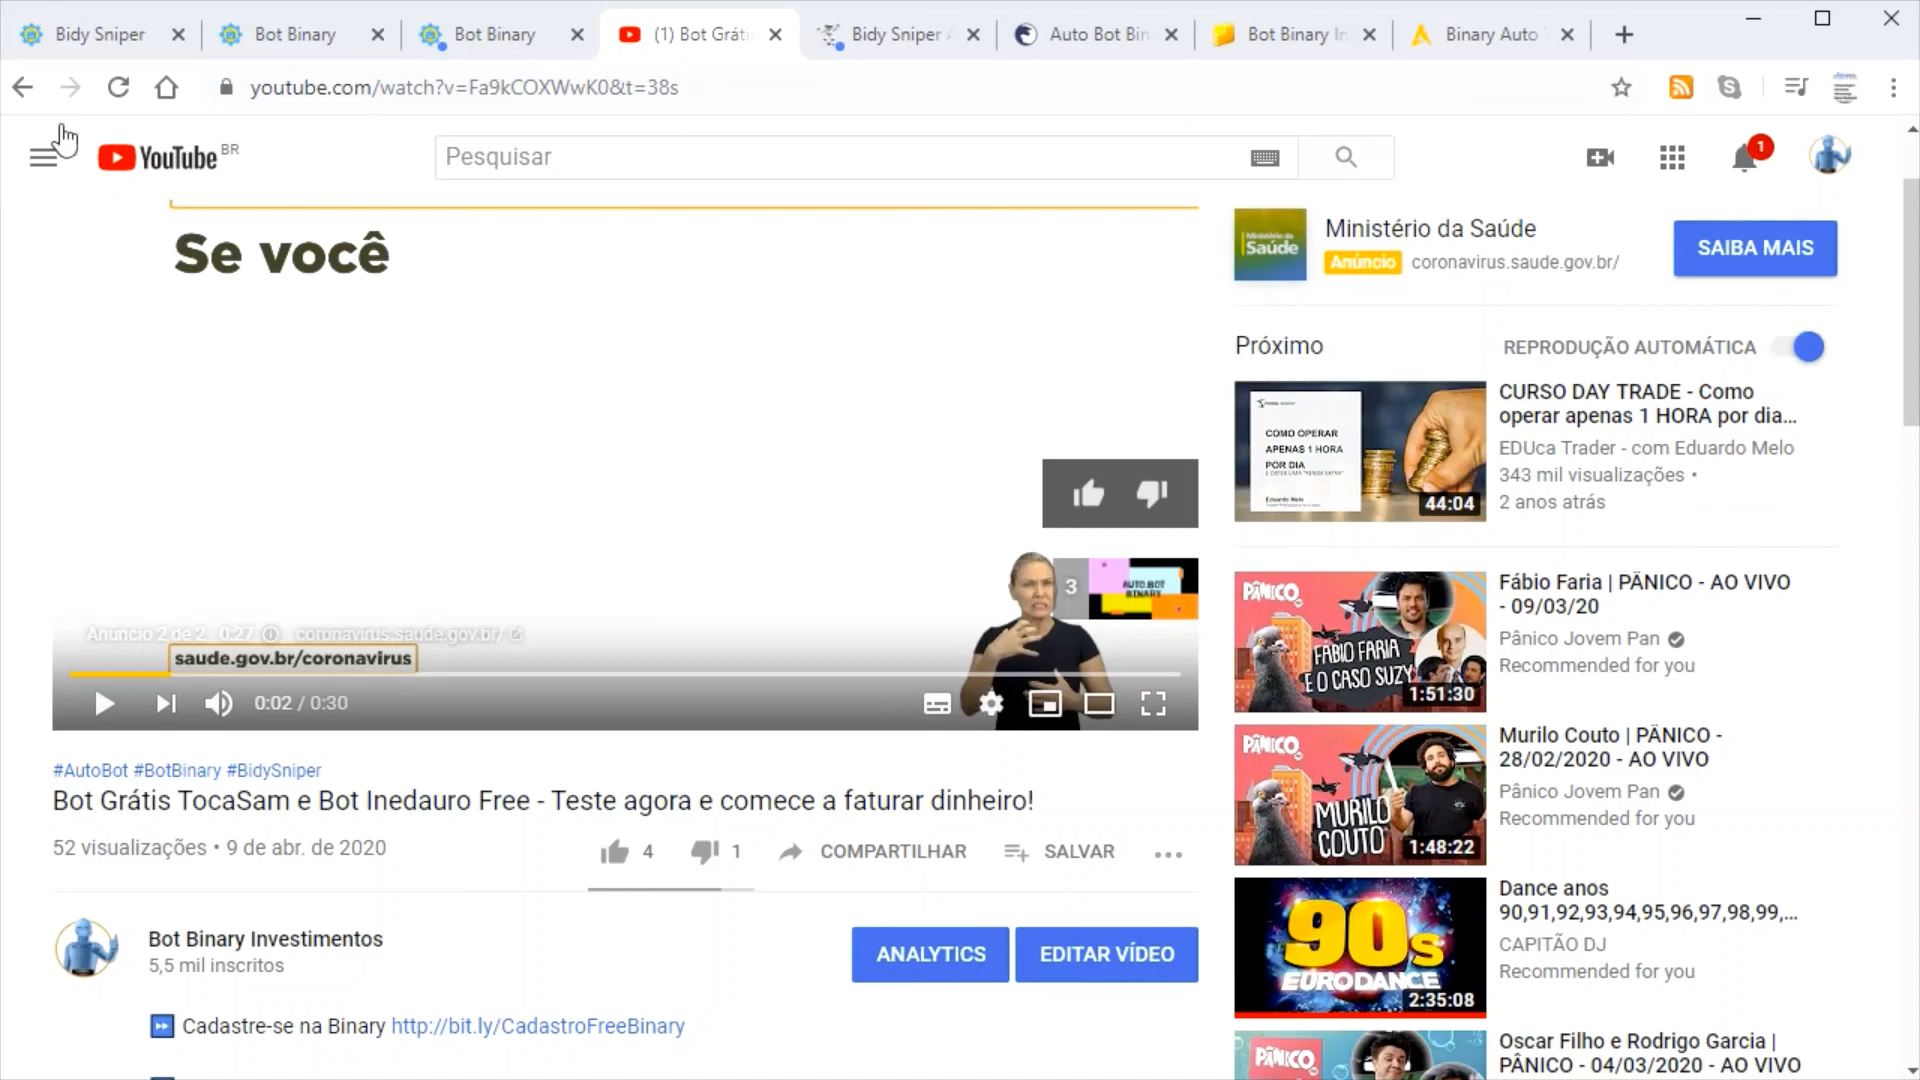 Bidy Sniper
Bot Binary
Bot Binary
(1) Bot Gráti
Bidy Sniper A
Auto Bot Bin
Bot Binary In
Binary Auto
youtube.com/watch?v=Fa9kCOXWwK0&t=38s
YouTube BR
Pesquisar
1
Se você
Ministério da Saúde
Ministério da Saúde
Anúncio coronavirus.saude.gov.br/
SAIBA MAIS
Próximo
REPRODUÇÃO AUTOMÁTICA
COMO OPERAR
APENAS 1 HORA
POR DIA
Eduardo Melo
44:04
CURSO DAY TRADE - Como
operar apenas 1 HORA por dia...
EDUca Trader - com Eduardo Melo
343 mil visualizações •
2 anos atrás
3
AUTO.BOT
BINARY
Anúncio 2 de 2 · 0:27 coronavirus.saude.gov.br/
saude.gov.br/coronavirus
0:02 / 0:30
PÂNICO
FÁBIO FARIA
E O CASO SUZY
1:51:30
Fábio Faria | PÂNICO - AO VIVO
- 09/03/20
Pânico Jovem Pan
Recommended for you
PÂNICO
MURILO
COUTO
1:48:22
Murilo Couto | PÂNICO -
28/02/2020 - AO VIVO
Pânico Jovem Pan
Recommended for you
#AutoBot #BotBinary #BidySniper
Bot Grátis TocaSam e Bot Inedauro Free - Teste agora e comece a faturar dinheiro!
52 visualizações • 9 de abr. de 2020
4
1
COMPARTILHAR
SALVAR
90s
EURODANCE
2:35:08
Dance anos
90,91,92,93,94,95,96,97,98,99,...
CAPITÃO DJ
Recommended for you
Bot Binary Investimentos
5,5 mil inscritos
ANALYTICS
EDITAR VÍDEO
Cadastre-se na Binary http://bit.ly/CadastroFreeBinary
PÂNICO
Oscar Filho e Rodrigo Garcia |
PÂNICO - 04/03/2020 - AO VIVO